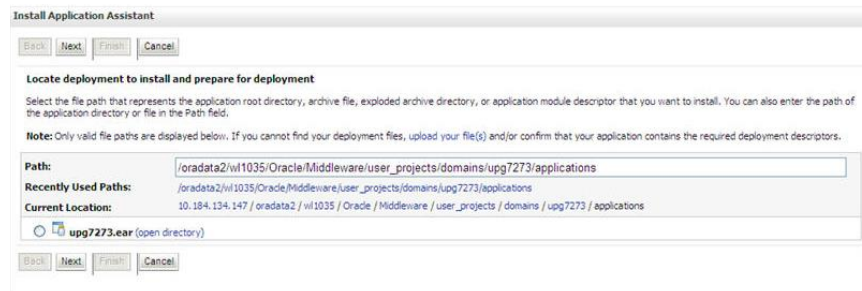 Install Application Assistant
Back Next Finish Cancel
Locate deployment to install and prepare for deployment
Select the file path that represents the application root directory, archive file, exploded archive directory, or application module descriptor that you want to install. You can also enter the path of
the application directory or file in the Path field.
Note: Only valid file paths are displayed below. If you cannot find your deployment files, upload your file(s) and/or confirm that your application contains the required deployment descriptors.
Path: /oradata2/wl1035/Oracle/Middleware/user_projects/domains/upg7273/applications
Recently Used Paths: /oradata2/wl1035/Oracle/Middleware/user_projects/domains/upg7273/applications
Current Location: 10.184.134.147 / oradata2 / wl1035 / Oracle / Middleware / user_projects / domains / upg7273 / applications
upg7273.ear (open directory)
Back Next Finish Cancel